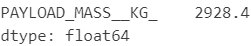 PAYLOAD_MASS__KG_    2928.4
dtype: float64